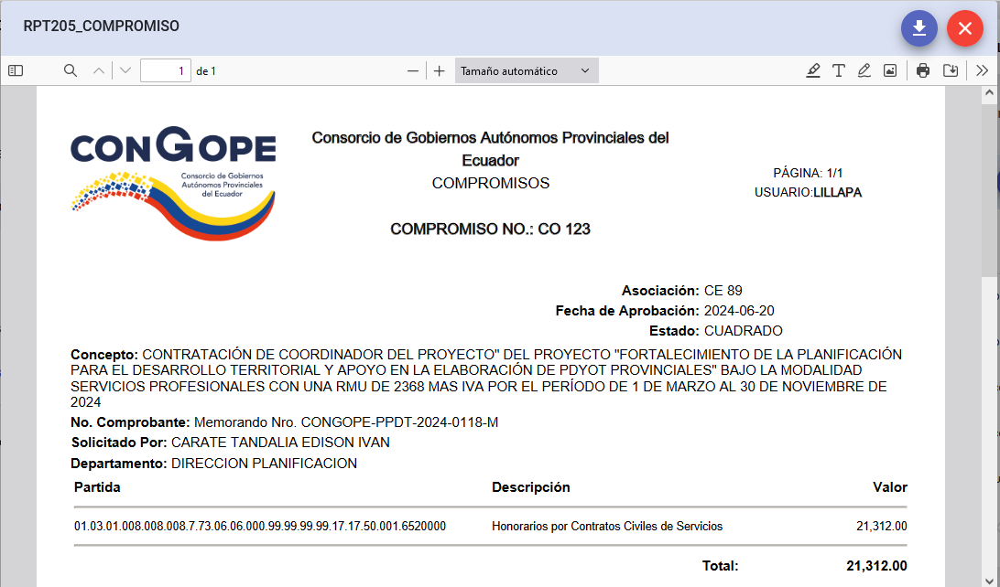 RPT205_COMPROMISO
1 de 1
Tamaño automático
CONGOPE
Consorcio de Gobiernos
Autónomos Provinciales
del Ecuador
Consorcio de Gobiernos Autónomos Provinciales del
Ecuador
COMPROMISOS
PÁGINA: 1/1
USUARIO:LILLAPA
COMPROMISO NO.: CO 123
Asociación: CE 89
Fecha de Aprobación: 2024-06-20
Estado: CUADRADO
Concepto: CONTRATACIÓN DE COORDINADOR DEL PROYECTO" DEL PROYECTO "FORTALECIMIENTO DE LA PLANIFICACIÓN
PARA EL DESARROLLO TERRITORIAL Y APOYO EN LA ELABORACIÓN DE PDYOT PROVINCIALES" BAJO LA MODALIDAD
SERVICIOS PROFESIONALES CON UNA RMU DE 2368 MAS IVA POR EL PERÍODO DE 1 DE MARZO AL 30 DE NOVIEMBRE DE
2024
No. Comprobante: Memorando Nro. CONGOPE-PPDT-2024-0118-M
Solicitado Por: CARATE TANDALIA EDISON IVAN
Departamento: DIRECCION PLANIFICACION
Partida Descripción Valor
01.03.01.008.008.008.7.73.06.06.000.99.99.99.99.17.17.50.001.6520000 Honorarios por Contratos Civiles de Servicios 21,312.00
Total: 21,312.00